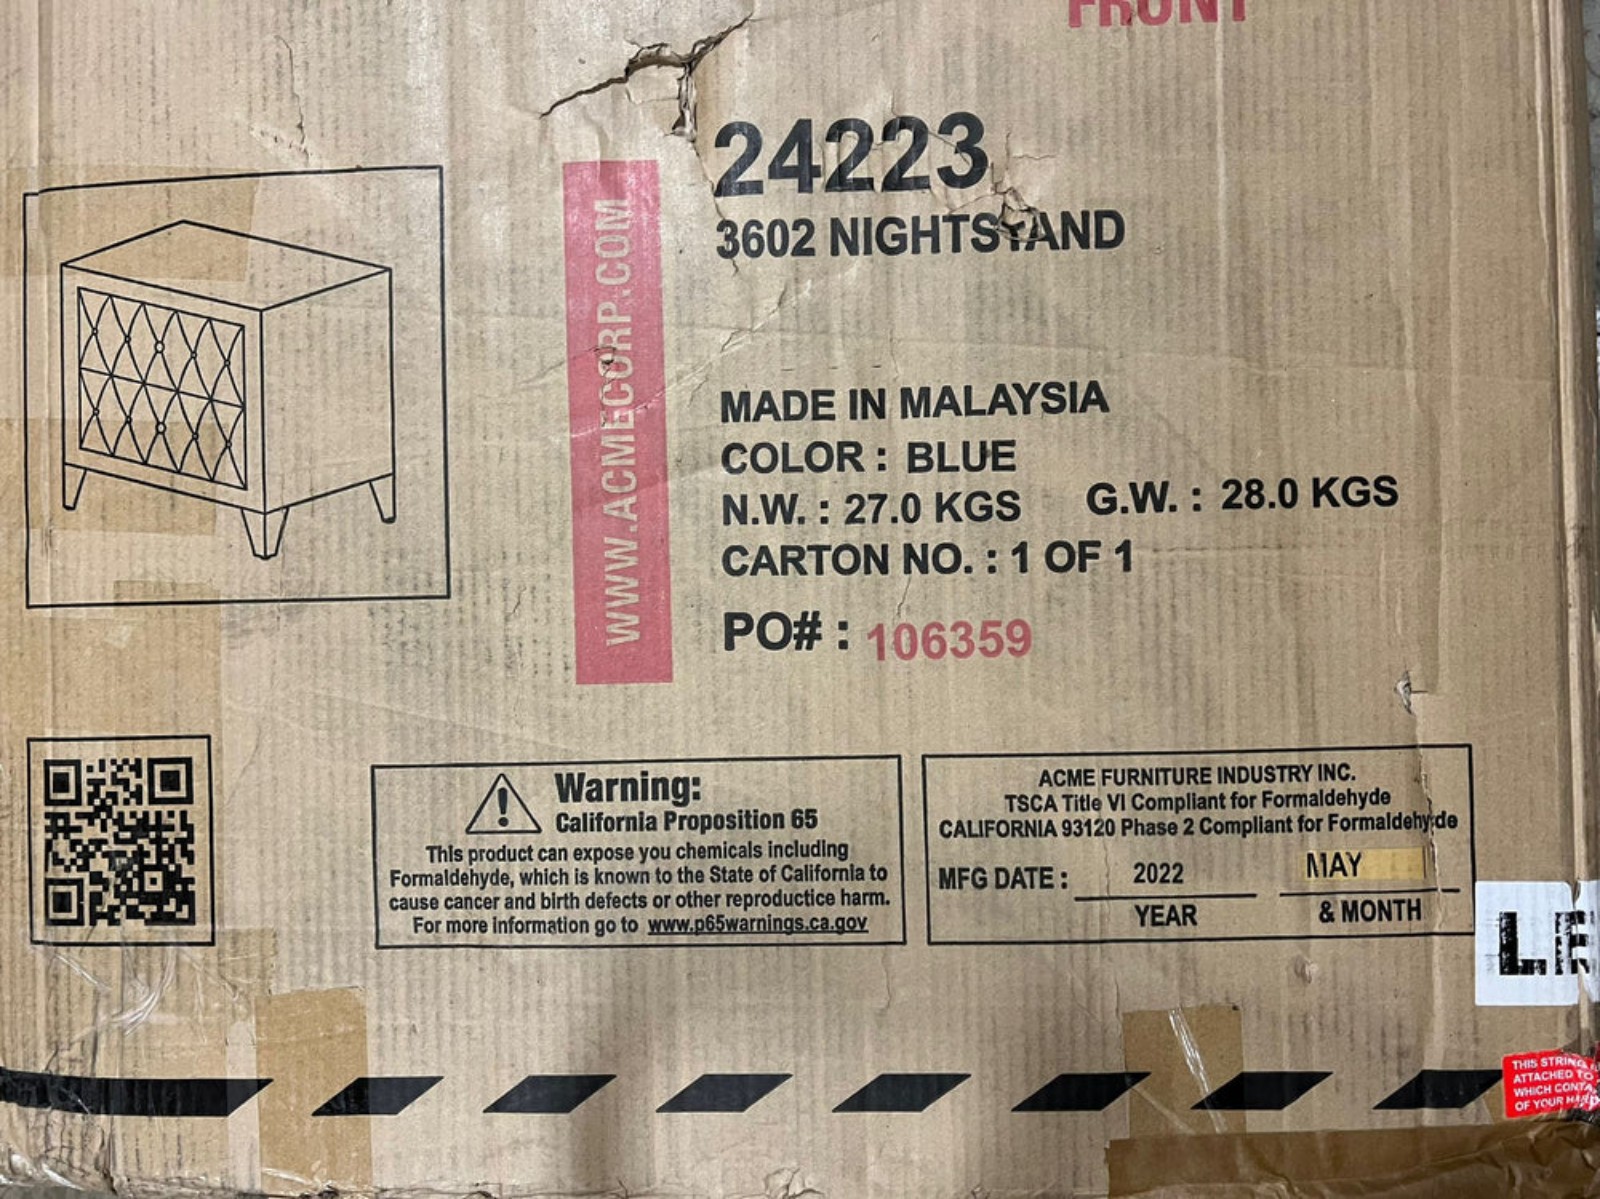 FRONT
24223
3602 NIGHTSTAND
WWW.ACMECORP.COM
MADE IN MALAYSIA
COLOR : BLUE
N.W. : 27.0 KGS G.W. : 28.0 KGS
CARTON NO. : 1 OF 1
PO# : 106359
Warning:
California Proposition 65
This product can expose you chemicals including
Formaldehyde, which is known to the State of California to
cause cancer and birth defects or other reproductice harm.
For more information go to www.p65warnings.ca.gov
ACME FURNITURE INDUSTRY INC.
TSCA Title VI Compliant for Formaldehyde
CALIFORNIA 93120 Phase 2 Compliant for Formaldehyde
MFG DATE : 2022 MAY
YEAR & MONTH
LE
THIS STRING
ATTACHED TO
WHICH CONTA
OF YOUR